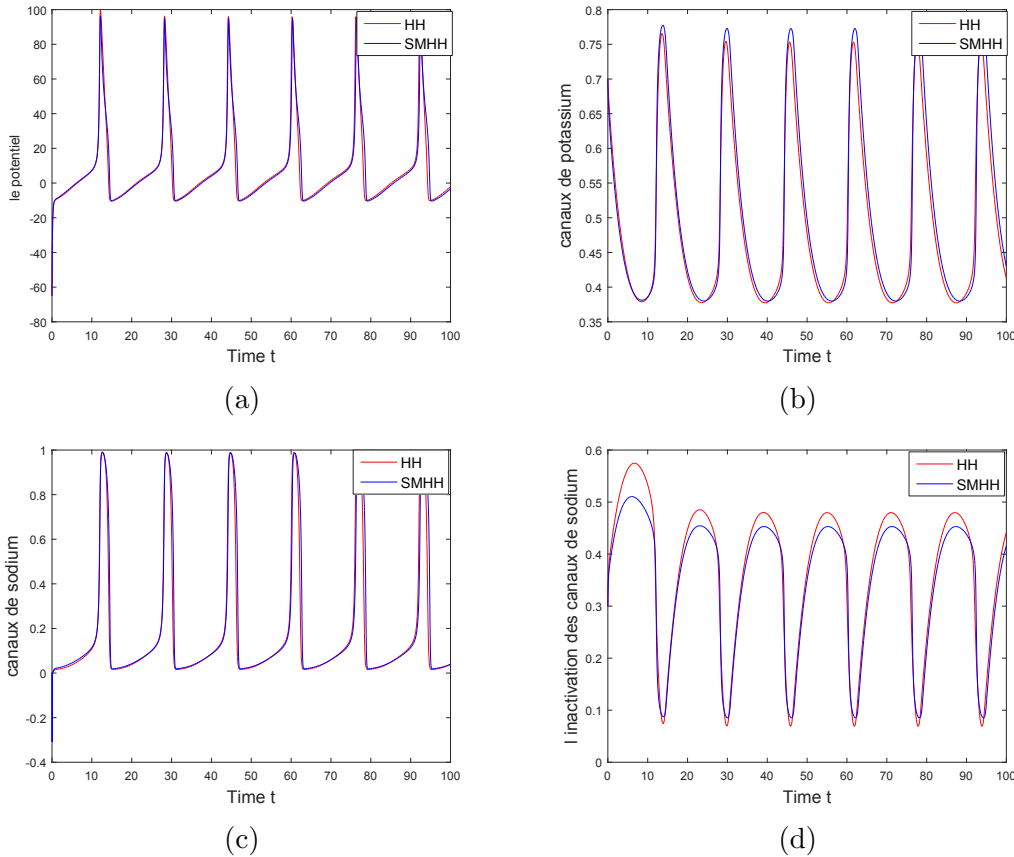 100
80
60
40
20
0
-20
-40
-60
-80
le potentiel
HH
SMHH
0 10 20 30 40 50 60 70 80 90 100
Time t
(a)
0.8
0.75
0.7
0.65
0.6
0.55
0.5
0.45
0.4
0.35
canaux de potassium
HH
SMHH
0 10 20 30 40 50 60 70 80 90 100
Time t
(b)
1
0.8
0.6
0.4
0.2
0
-0.2
-0.4
canaux de sodium
HH
SMHH
0 10 20 30 40 50 60 70 80 90 100
Time t
(c)
0.6
0.5
0.4
0.3
0.2
0.1
0
l inactivation des canaux de sodium
HH
SMHH
0 10 20 30 40 50 60 70 80 90 100
Time t
(d)